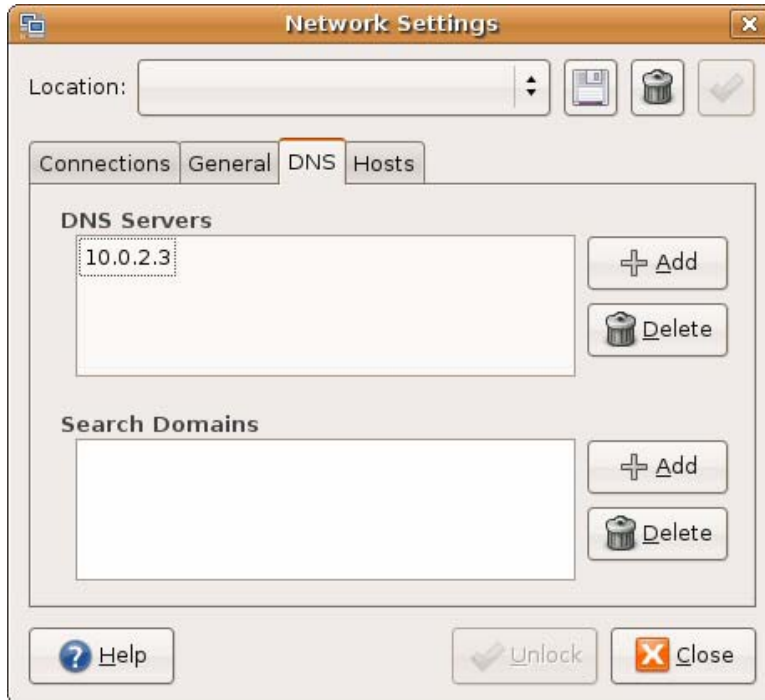 Network Settings
Location:
Connections General DNS Hosts
DNS Servers
10.0.2.3
Add
Delete
Search Domains
Add
Delete
Help Unlock Close